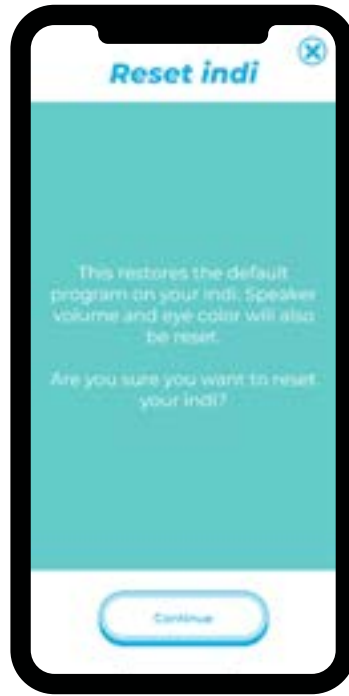 Reset indi
This restores the default
program on your indi. Speaker
volume and eye color will also
be reset.
Are you sure you want to reset
your indi?
Continue